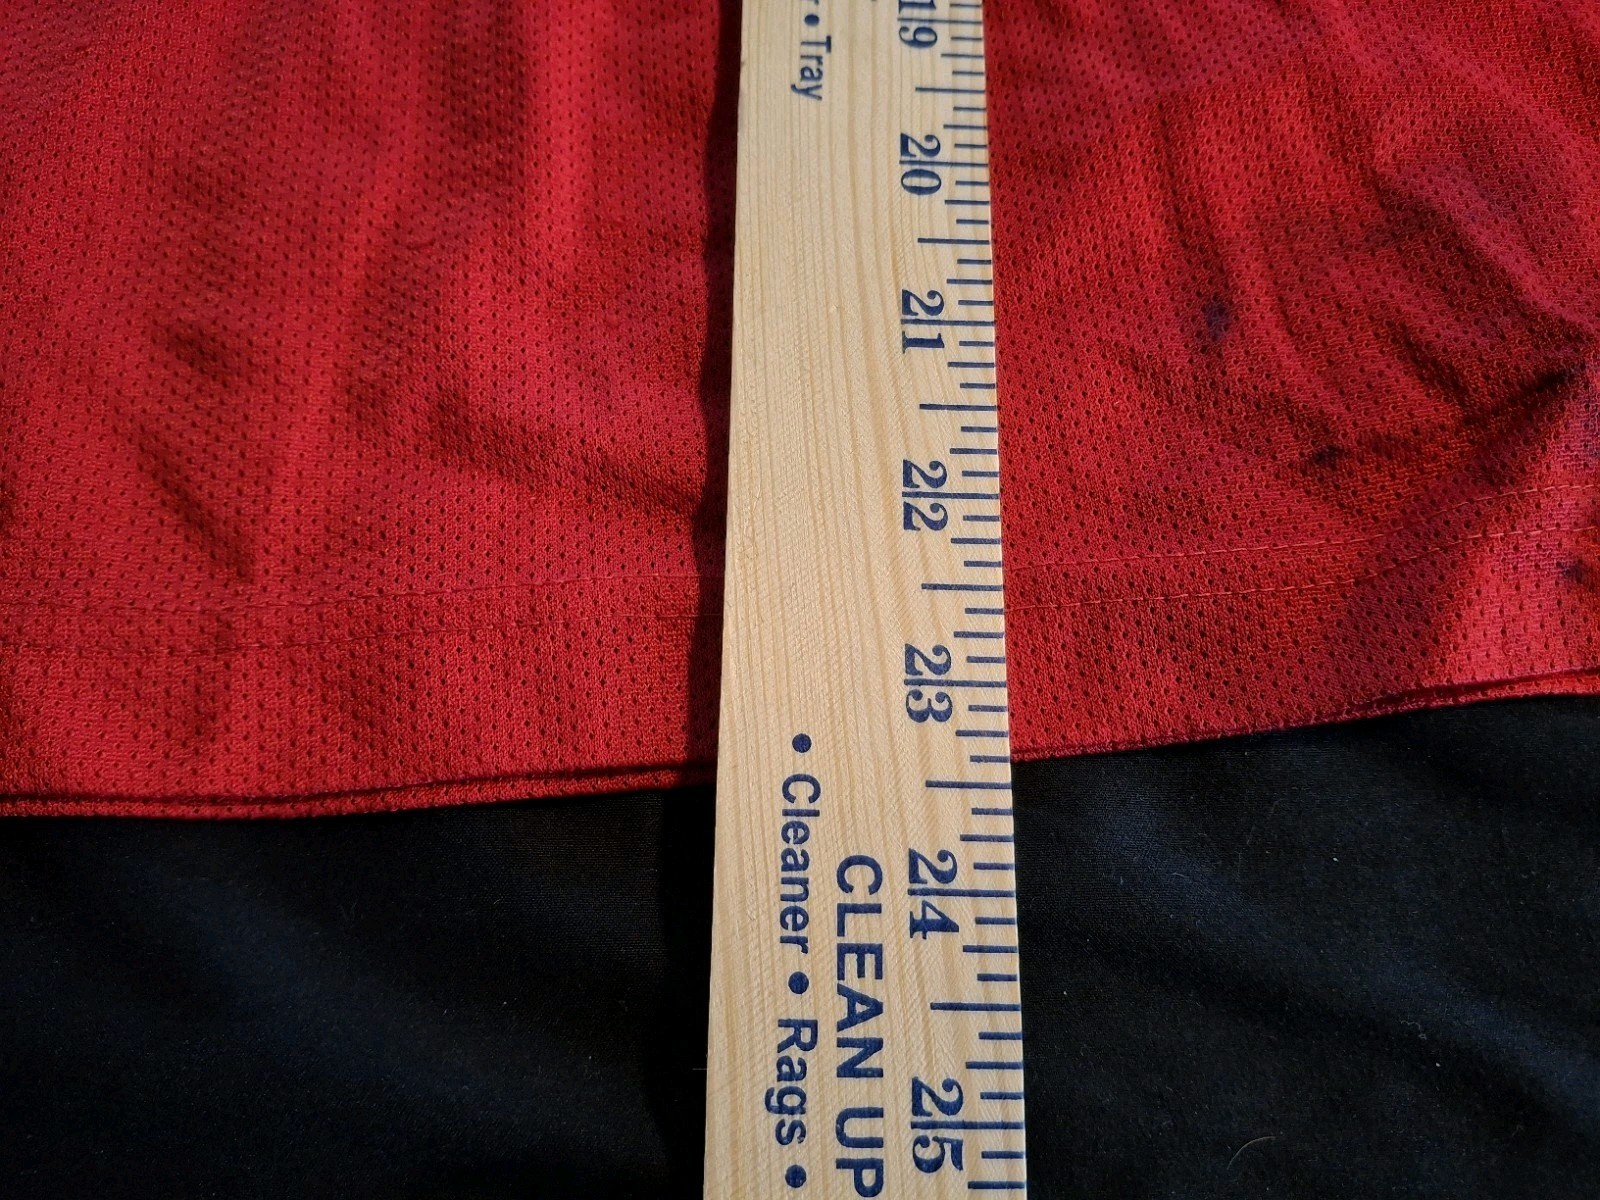 r • Tray
• Cleaner • Rags •
CLEAN UP
19
20
21
22
23
24
25